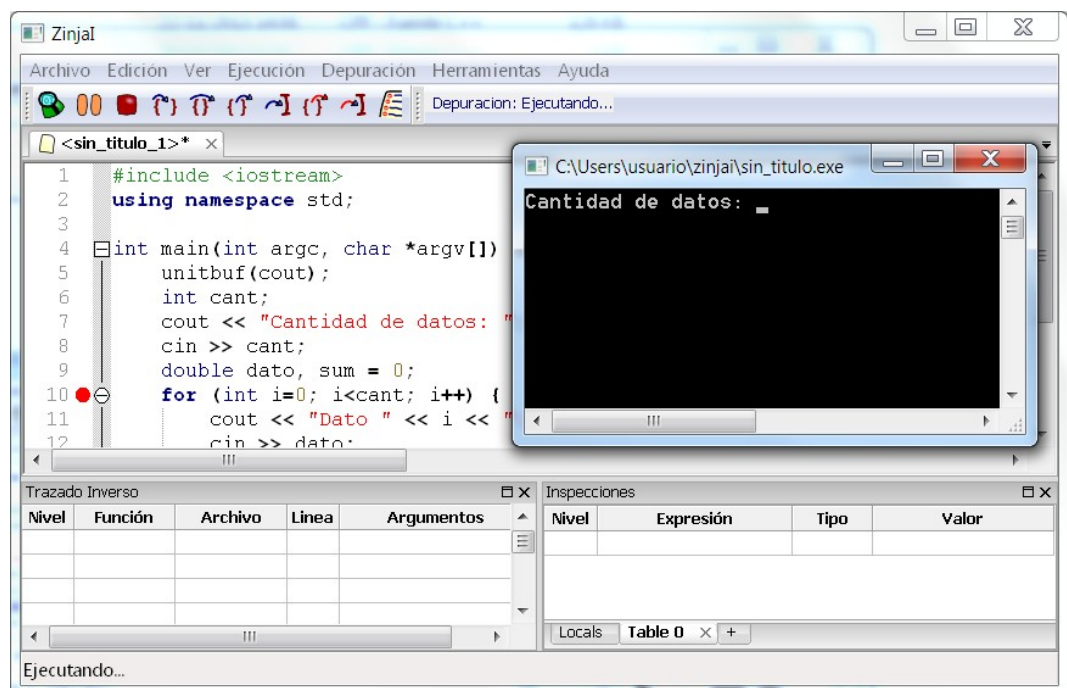 ZinjaI
Archivo Edición Ver Ejecución Depuración Herramientas Ayuda
Depuracion: Ejecutando...
<sin_titulo_1>*
1 #include <iostream>
2 using namespace std;
3
4 int main(int argc, char *argv[])
5 unitbuf(cout);
6 int cant;
7 cout << "Cantidad de datos: "
8 cin >> cant;
9 double dato, sum = 0;
10 for (int i=0; i<cant; i++) {
11 cout << "Dato " << i << "
12 cin >> dato;
C:\Users\usuario\zinjai\sin_titulo.exe
Cantidad de datos: _
Trazado Inverso
Nivel Función Archivo Linea Argumentos
Inspecciones
Nivel Expresión Tipo Valor
Locals Table 0 +
Ejecutando...